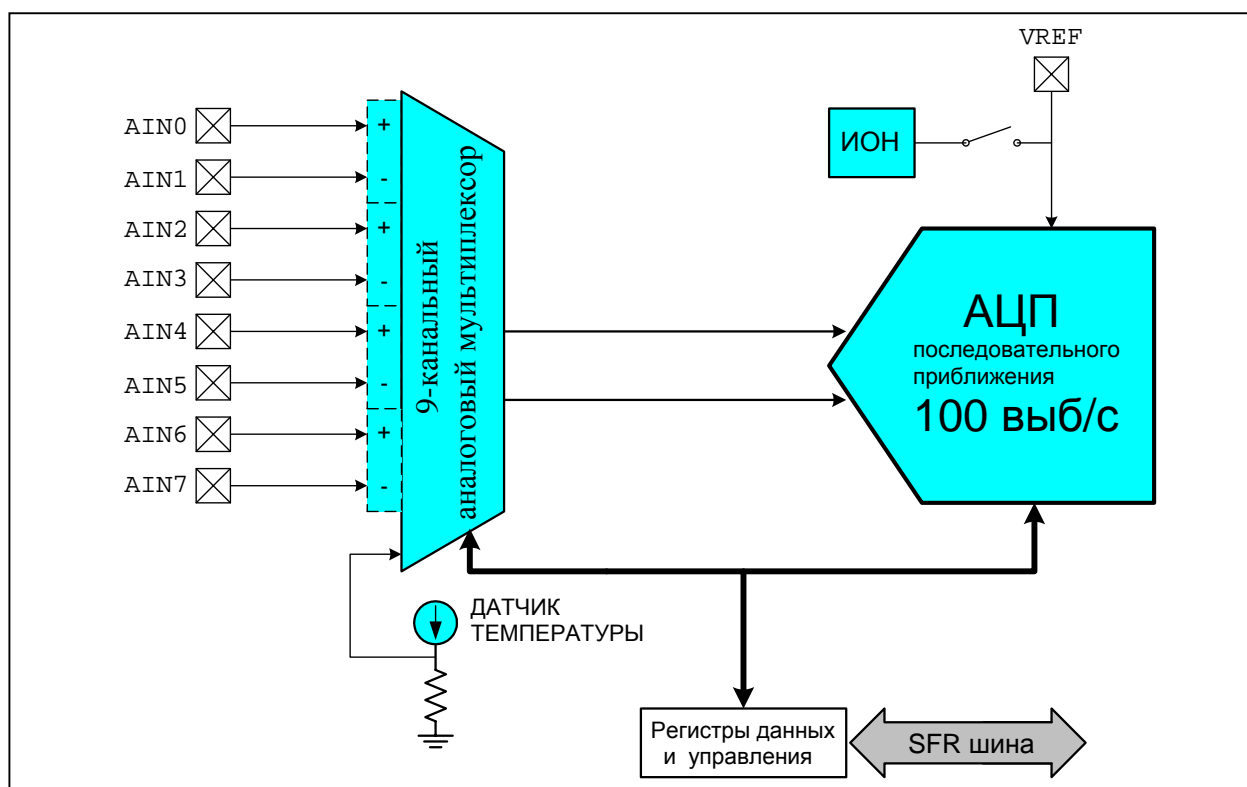 VREF
AIN0
+
ИОН
AIN1
-
AIN2
+
AIN3
-
AIN4
+
AIN5
-
AIN6
+
AIN7
-
9-канальный
аналоговый мультиплексор
АЦП
последовательного
приближения
100 выб/с
ДАТЧИК
ТЕМПЕРАТУРЫ
Регистры данных
и управления
SFR шина